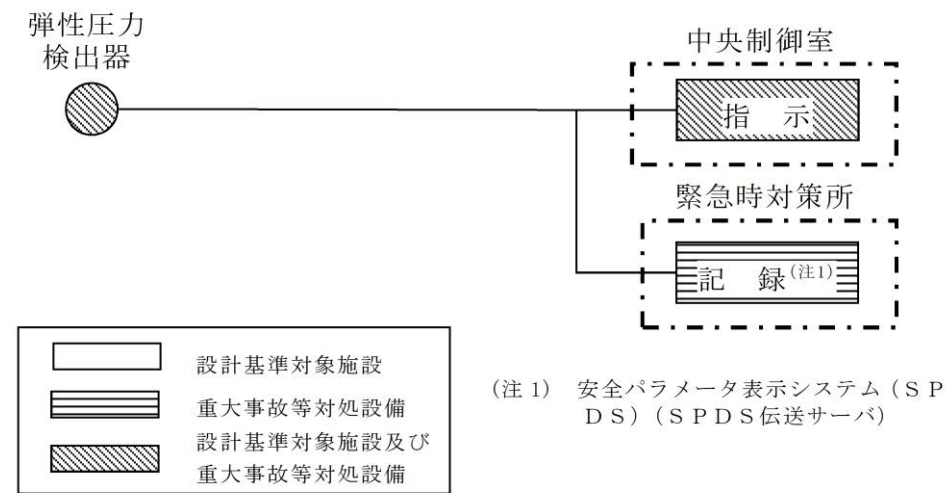 弾性圧力
検出器
中央制御室
指　示
緊急時対策所
記　録(注1)
設計基準対象施設
重大事故等対処設備
設計基準対象施設及び
重大事故等対処設備
(注１)　安全パラメータ表示システム（ＳＰ
ＤＳ）（ＳＰＤＳ伝送サーバ）